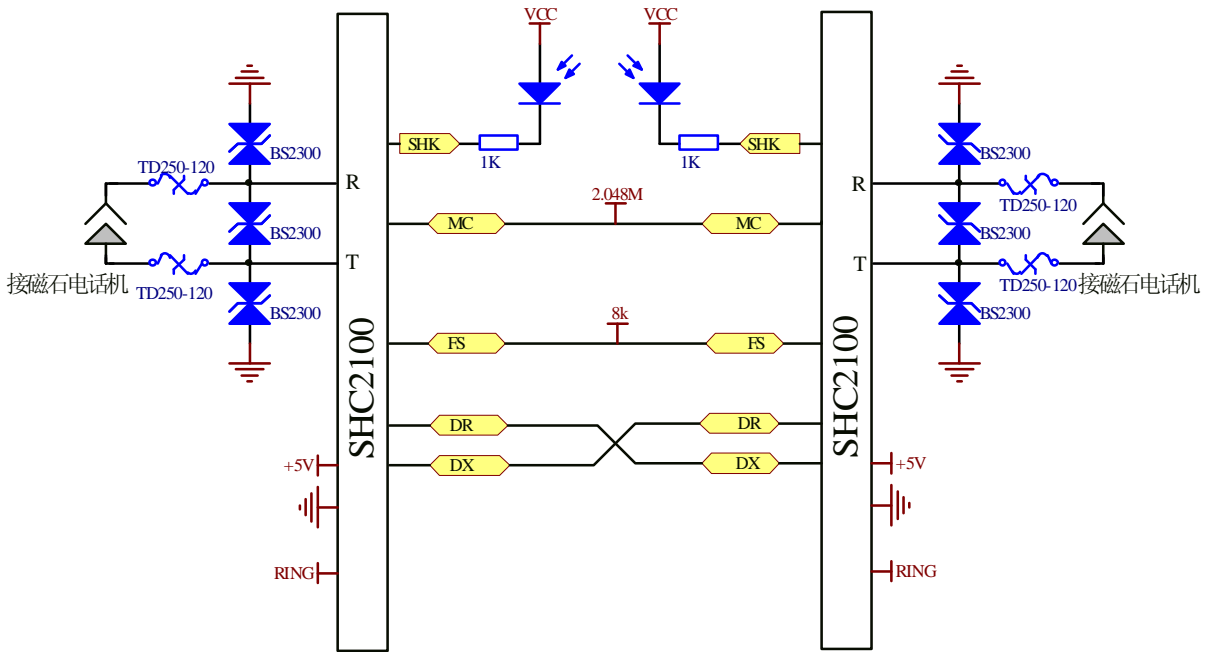 VCC
VCC
SHK
1K
1K
SHK
BS2300
BS2300
TD250-120
TD250-120
R
R
2.048M
MC
MC
BS2300
BS2300
T
T
接磁石电话机
TD250-120
TD250-120
接磁石电话机
BS2300
BS2300
8k
FS
FS
SHC2100
SHC2100
DR
DR
+5V
DX
DX
+5V
RING
RING